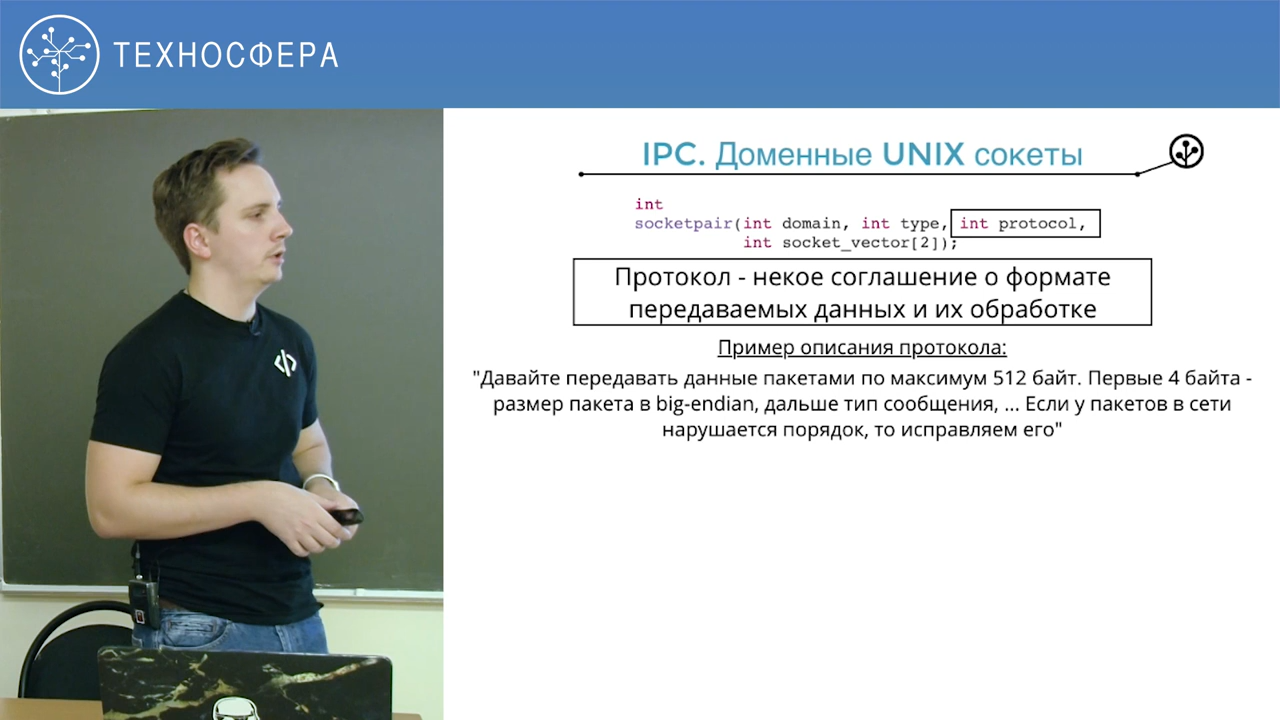 ТЕХНОСФЕРА
IPC. Доменные UNIX сокеты
int
socketpair(int domain, int type, int protocol,
int socket_vector[2]);
Протокол - некое соглашение о формате
передаваемых данных и их обработке
Пример описания протокола:
"Давайте передавать данные пакетами по максимум 512 байт. Первые 4 байта -
размер пакета в big-endian, дальше тип сообщения, ... Если у пакетов в сети
нарушается порядок, то исправляем его"